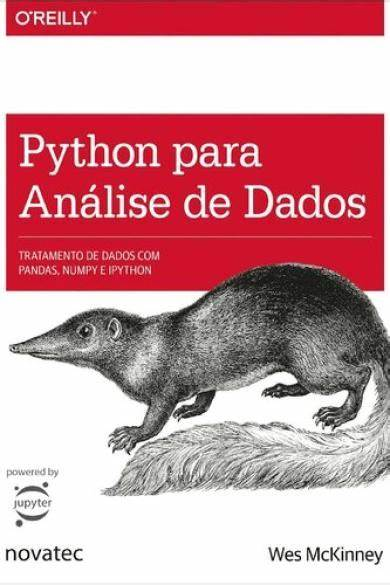 O'REILLY®
Python para
Análise de Dados
TRATAMENTO DE DADOS COM
PANDAS, NUMPY E IPYTHON
powered by
jupyter
novatec
Wes McKinney